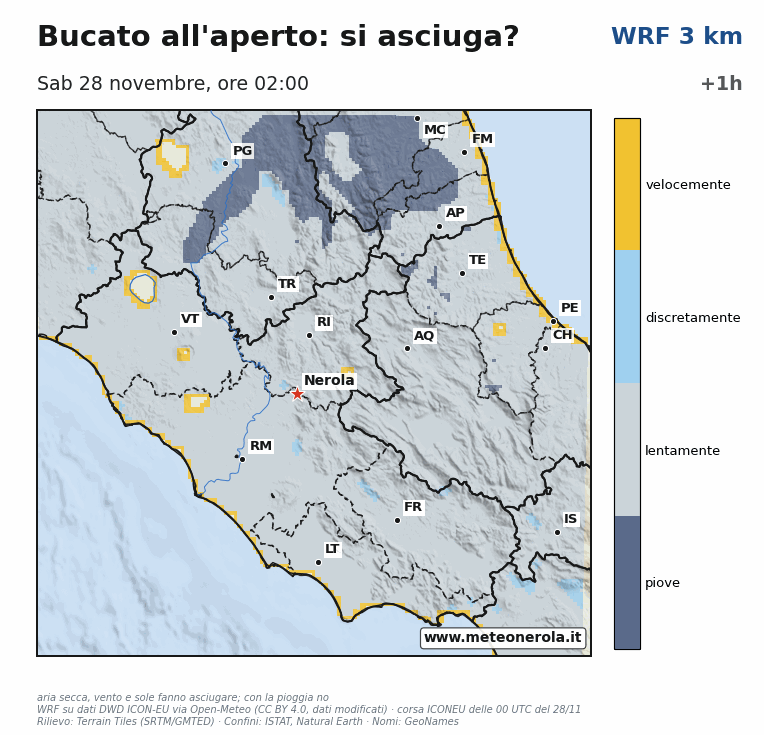 Bucato all'aperto: si asciuga?
WRF 3 km
Sab 28 novembre, ore 02:00
+1h
MC
FM
PG
AP
TE
TR
PE
VT
RI
CH
AQ
Nerola
RM
FR
IS
LT
www.meteonerola.it
velocemente
discretamente
lentamente
piove
aria secca, vento e sole fanno asciugare; con la pioggia no
WRF su dati DWD ICON-EU via Open-Meteo (CC BY 4.0, dati modificati) · corsa ICONEU delle 00 UTC del 28/11
Rilievo: Terrain Tiles (SRTM/GMTED) · Confini: ISTAT, Natural Earth · Nomi: GeoNames